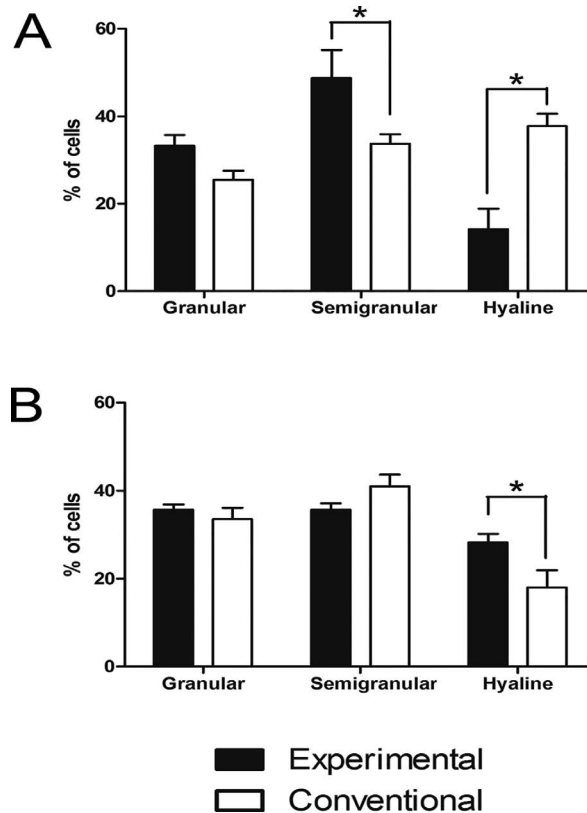 A
60
40
20
0
% of cells
*
*
Granular Semigranular Hyaline
B
60
40
20
0
% of cells
*
Granular Semigranular Hyaline
Experimental
Conventional